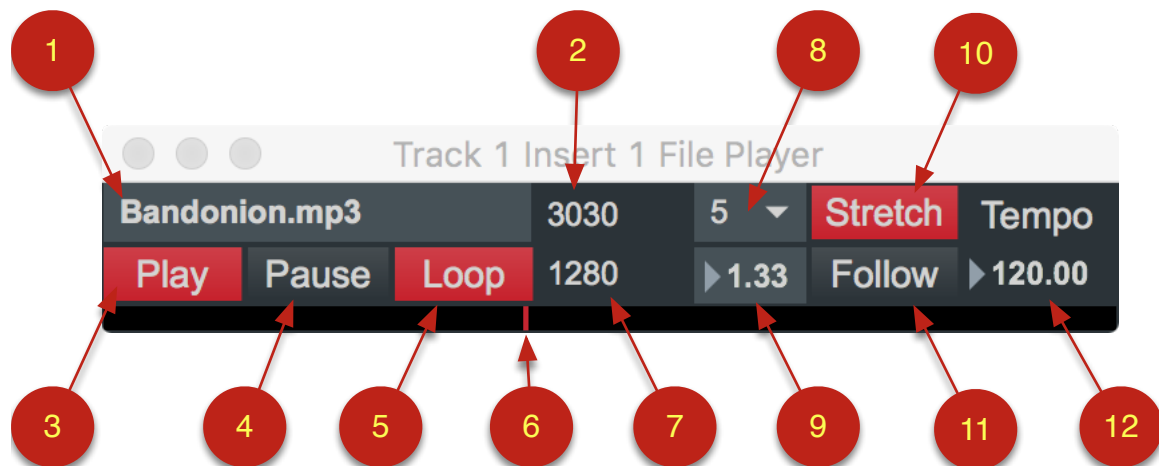 1 2 8 10
Track 1 Insert 1 File Player
Bandonion.mp3 3030 5 Stretch Tempo
Play Pause Loop 1280 1.33 Follow 120.00
3 4 5 6 7 9 11 12